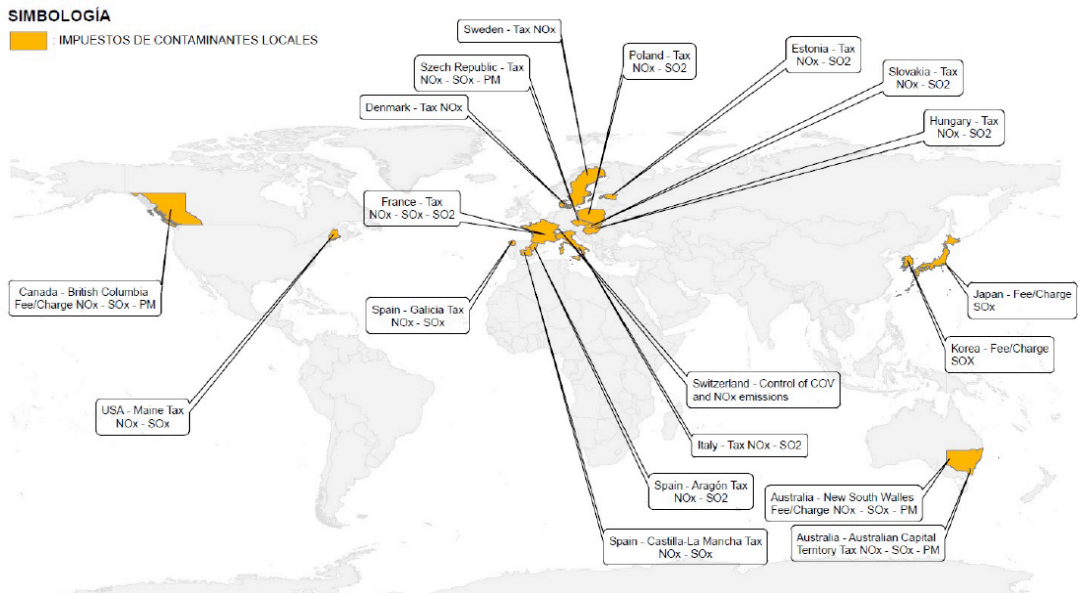 SIMBOLOGÍA
: IMPUESTOS DE CONTAMINANTES LOCALES
Sweden - Tax NOx
Szech Republic - Tax
NOx - SOx - PM
Denmark - Tax NOx
Poland - Tax
NOx - SO2
Estonia - Tax
NOx - SO2
Slovakia - Tax
NOx - SO2
Hungary - Tax
NOx - SO2
France - Tax
NOx - SOx - SO2
Canada - British Columbia
Fee/Charge NOx - SOx - PM
Spain - Galicia Tax
NOx - SOx
Japan - Fee/Charge
SOx
Korea - Fee/Charge
SOX
USA - Maine Tax
NOx - SOx
Switzerland - Control of COV
and NOx emissions
Italy - Tax NOx - SO2
Spain - Aragón Tax
NOx - SO2
Australia - New South Walles
Fee/Charge NOx - SOx - PM
Spain - Castilla-La Mancha Tax
NOx - SOx
Australia - Australian Capital
Territory Tax NOx - SOx - PM